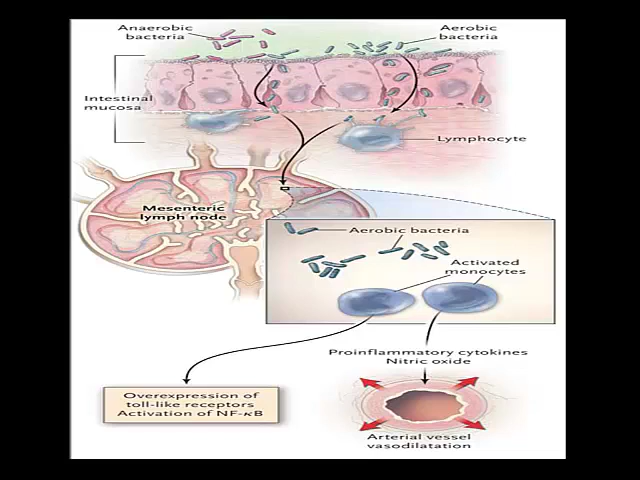 Anaerobic
bacteria
Aerobic
bacteria
Intestinal
mucosa
Lymphocyte
Mesenteric
lymph node
Aerobic bacteria
Activated
monocytes
Proinflammatory cytokines
Nitric oxide
Overexpression of
toll-like receptors
Activation of NF-κB
Arterial vessel
vasodilatation